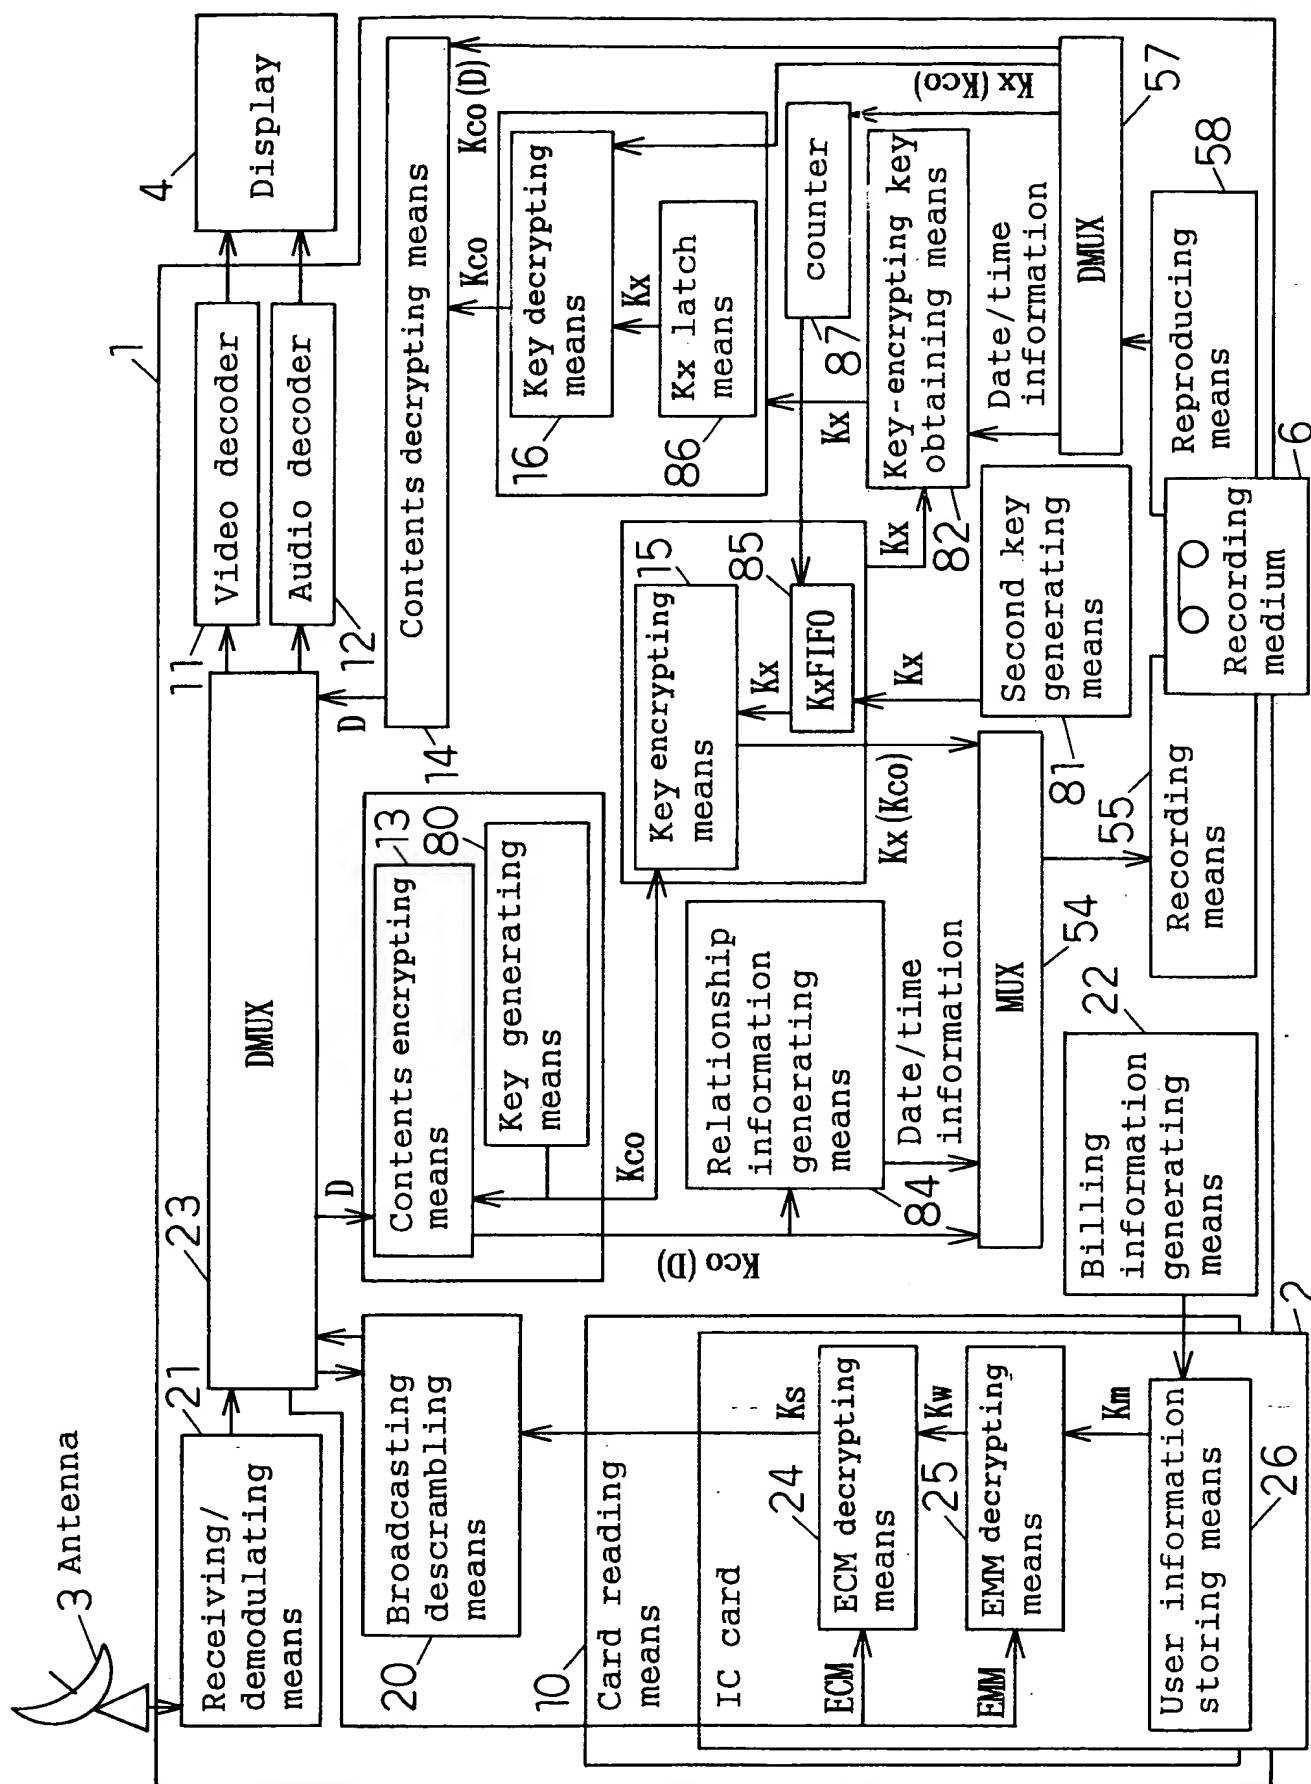 3 Antenna
21
Receiving/
demodulating
means
23
DMUX
1
11
Video decoder
Audio decoder
12
4
Display
20
Broadcasting
descrambling
means
D
13
Contents encrypting
means
80
Key generating
means
Kco
Kco(D)
D
14
Contents decrypting means
Kco(D)
Kco
16
Key decrypting
means
Kx
86
Kx latch
means
Kx
counter
87
Kx(Kco)
10
Card reading
means
IC card
2
Ks
24
ECM decrypting
means
ECM
Kw
25
EMM decrypting
means
EMM
Km
User information
storing means
26
22
Billing
information
generating
means
Relationship
information
generating
means
84
Date/time
information
15
Key encrypting
means
Kx
85
KxFIFO
Kx
Kx
Kx(Kco)
Key-encrypting key
obtaining means
82
Date/time
information
Second key
generating
means
81
MUX
54
DMUX
57
55
Recording
means
Reproducing
means
58
Recording
medium
6